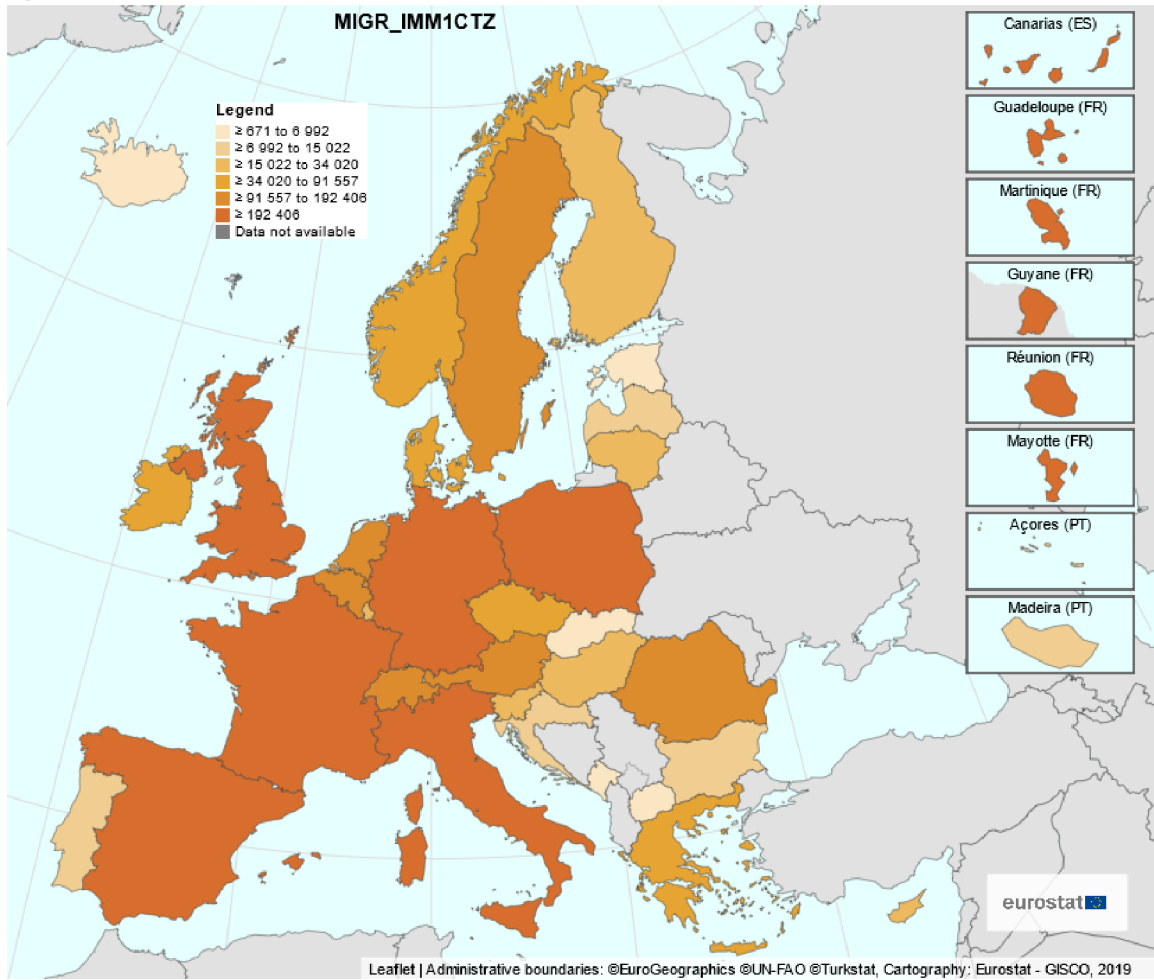 MIGR_IMM1CTZ
Legend
≥ 671 to 6 992
≥ 6 992 to 15 022
≥ 15 022 to 34 020
≥ 34 020 to 91 557
≥ 91 557 to 192 406
≥ 192 406
Data not available
Canarias (ES)
Guadeloupe (FR)
Martinique (FR)
Guyane (FR)
Réunion (FR)
Mayotte (FR)
Açores (PT)
Madeira (PT)
eurostat
Leaflet | Administrative boundaries: ©EuroGeographics ©UN-FAO ©Turkstat, Cartography: Eurostat - GISCO, 2019